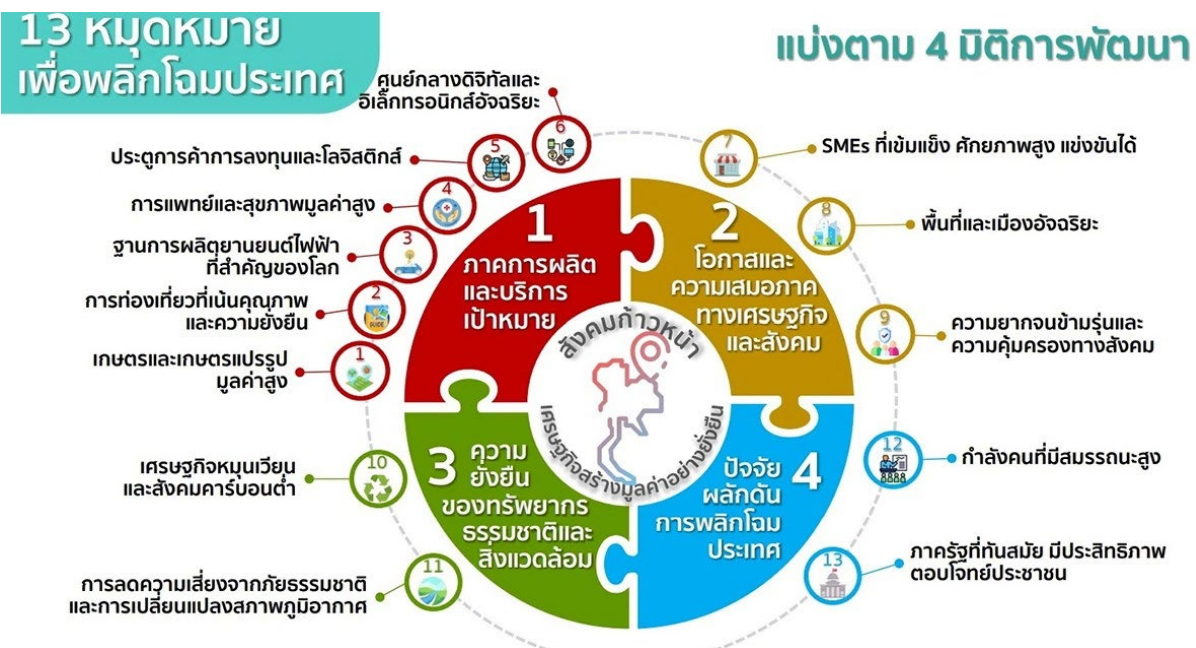 13 หมุดหมาย
เพื่อพลิกโฉมประเทศ
แบ่งตาม 4 มิติการพัฒนา
ศูนย์กลางดิจิทัลและ
อิเล็กทรอนิกส์อัจฉริยะ
6
ประตูการค้าการลงทุนและโลจิสติกส์
5
การแพทย์และสุขภาพมูลค่าสูง
4
ฐานการผลิตยานยนต์ไฟฟ้า
ที่สำคัญของโลก
3
การท่องเที่ยวที่เน้นคุณภาพ
และความยั่งยืน
2
GUIDE
เกษตรและเกษตรแปรรูป
มูลค่าสูง
1
1
ภาคการผลิต
และบริการ
เป้าหมาย
7
SMEs ที่เข้มแข็ง ศักยภาพสูง แข่งขันได้
8
พื้นที่และเมืองอัจฉริยะ
9
ความยากจนข้ามรุ่นและ
ความคุ้มครองทางสังคม
2
โอกาสและ
ความเสมอภาค
ทางเศรษฐกิจ
และสังคม
สังคมก้าวหน้า
เศรษฐกิจสร้างมูลค่าอย่างยั่งยืน
10
เศรษฐกิจหมุนเวียน
และสังคมคาร์บอนต่ำ
11
การลดความเสี่ยงจากภัยธรรมชาติ
และการเปลี่ยนแปลงสภาพภูมิอากาศ
3 ความ
ยั่งยืน
ของทรัพยากร
ธรรมชาติและ
สิ่งแวดล้อม
ปัจจัย 4
ผลักดัน
การพลิกโฉม
ประเทศ
12
กำลังคนที่มีสมรรถนะสูง
13
ภาครัฐที่ทันสมัย มีประสิทธิภาพ
ตอบโจทย์ประชาชน